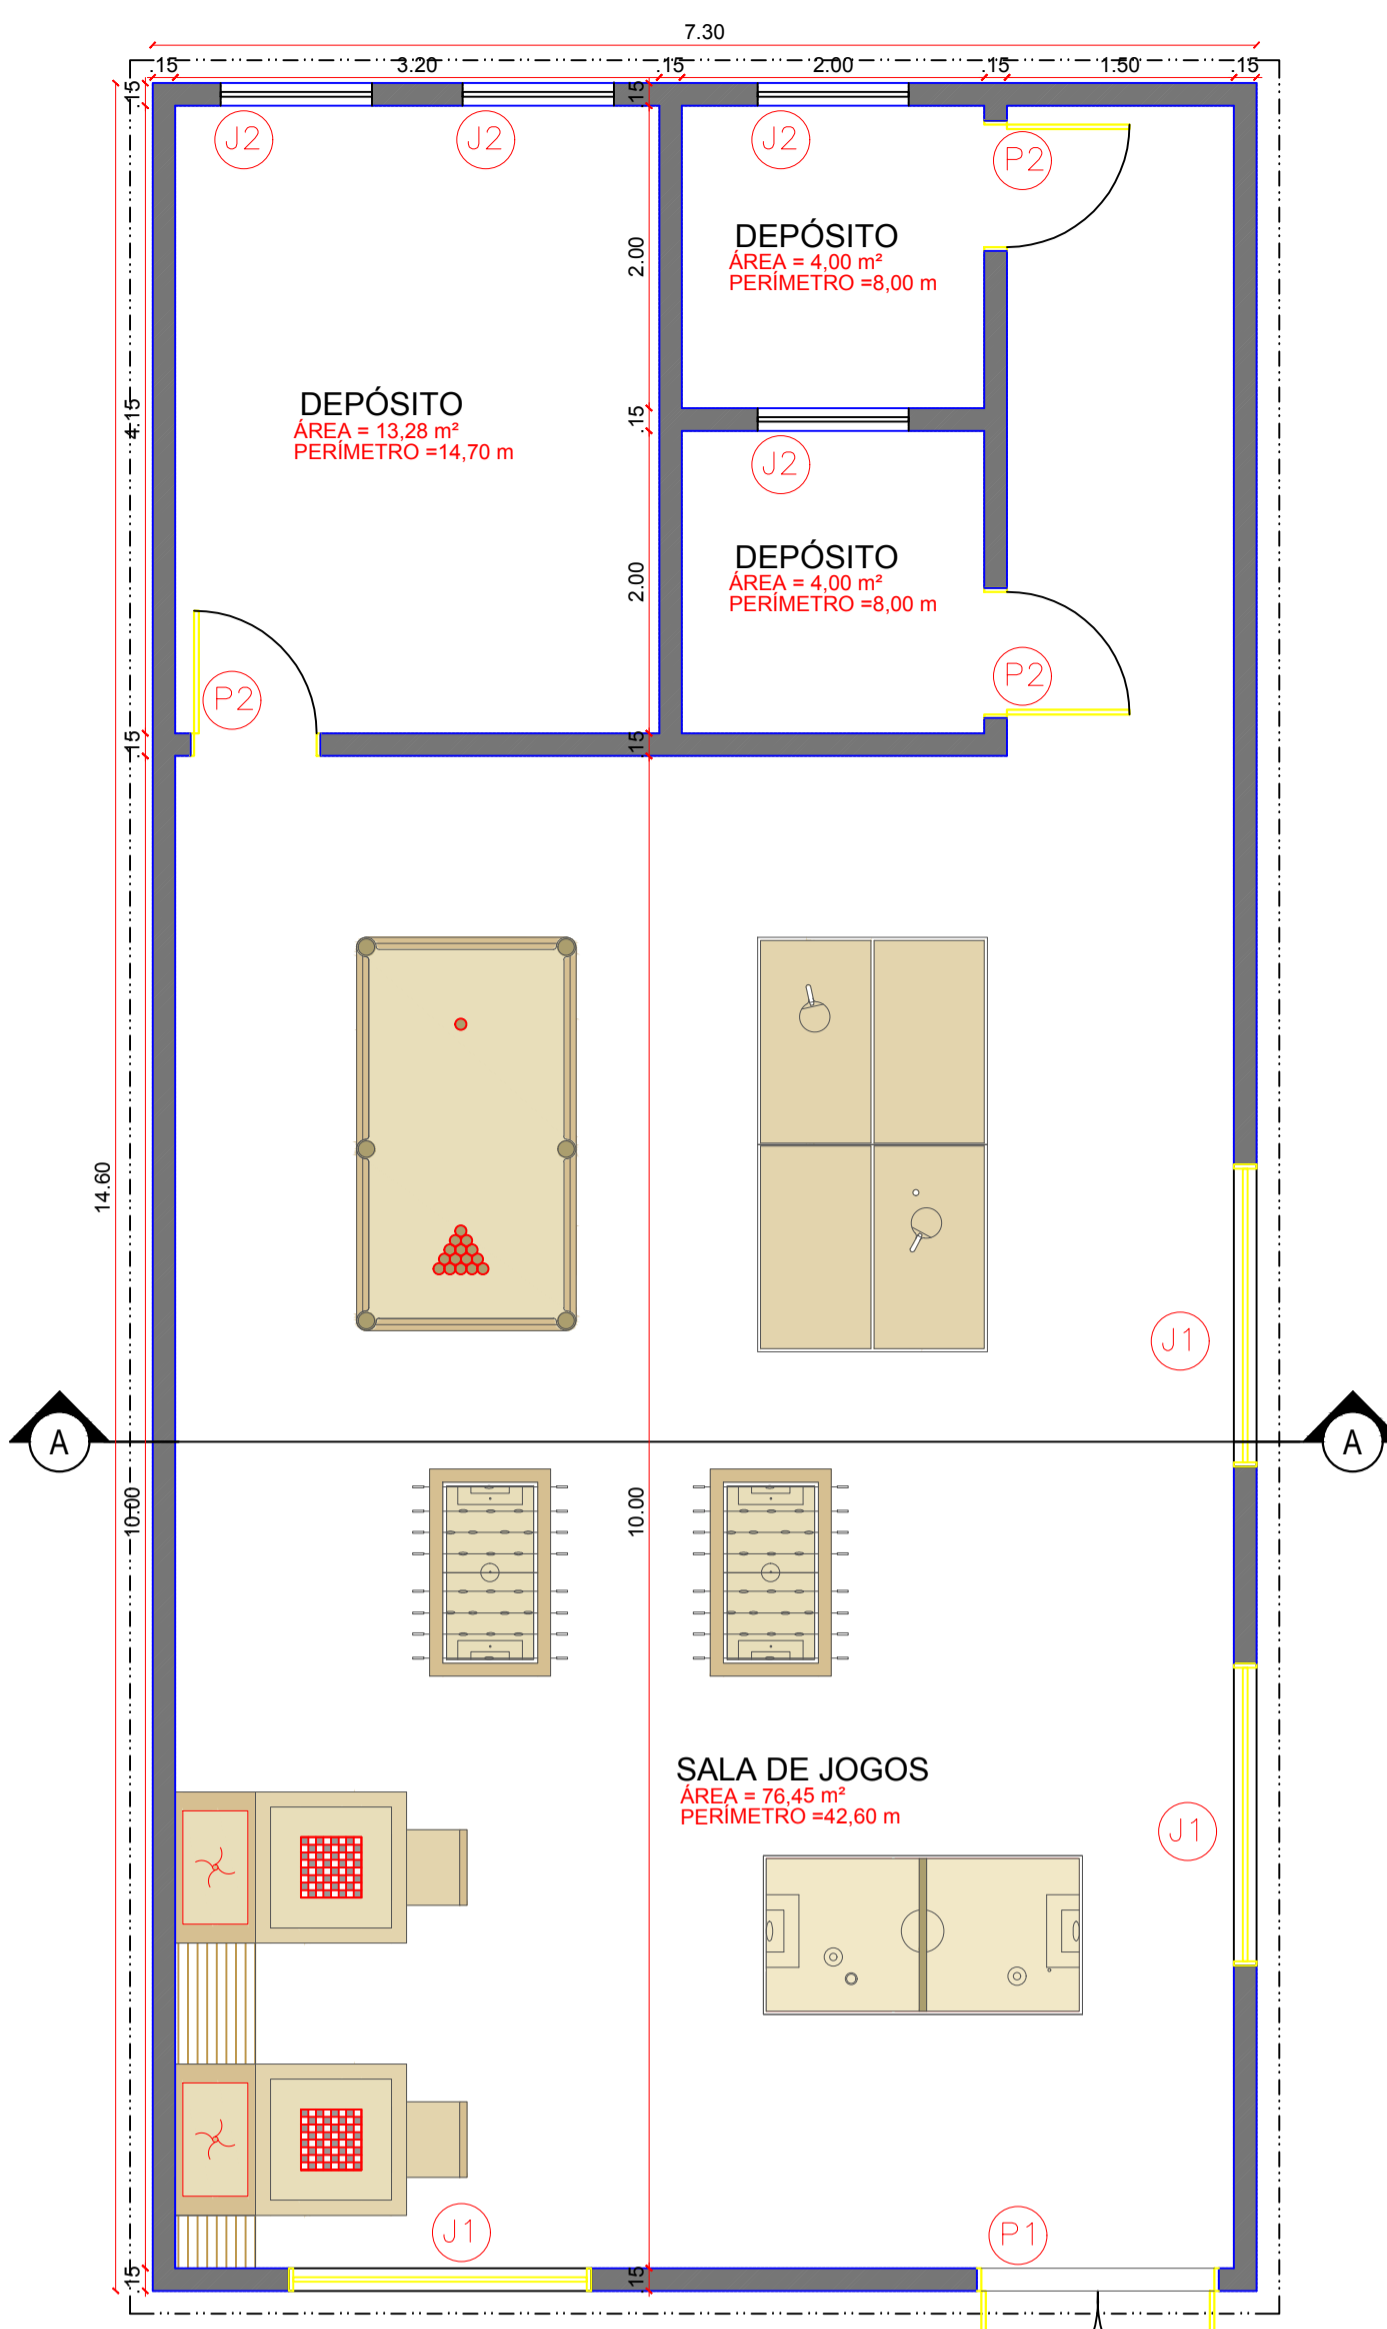 7.30
.15 3.20 .15 2.00 .15 1.50 .15
.15 .15
J2 J2 J2 P2
DEPÓSITO
ÁREA = 4,00 m²
PERÍMETRO =8,00 m
2.00
DEPÓSITO
ÁREA = 13,28 m²
PERÍMETRO =14,70 m
4.15
.15
J2
DEPÓSITO
ÁREA = 4,00 m²
PERÍMETRO =8,00 m
2.00
P2
P2
.15 .15
14.60
J1
A A
10.00 10.00
SALA DE JOGOS
ÁREA = 76,45 m²
PERÍMETRO =42,60 m
J1
J1 P1
.15 .15